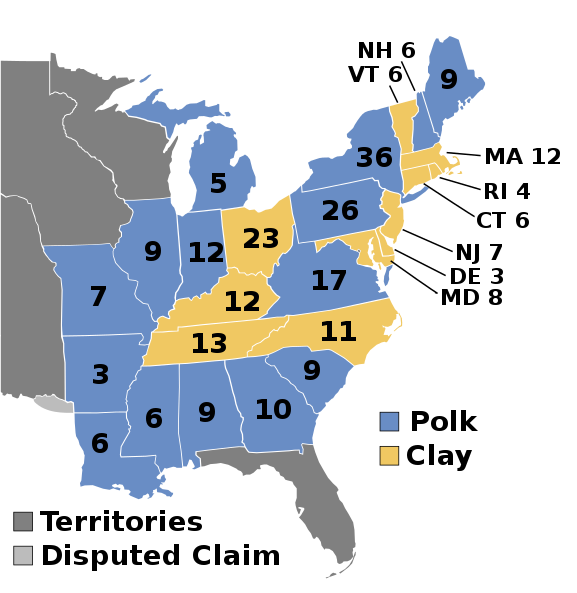 NH 6
VT 6
9
36
MA 12
5
RI 4
26
CT 6
9
12
23
NJ 7
17
DE 3
7
12
MD 8
13
11
3
9
6
9
10
6
Polk
Clay
Territories
Disputed Claim